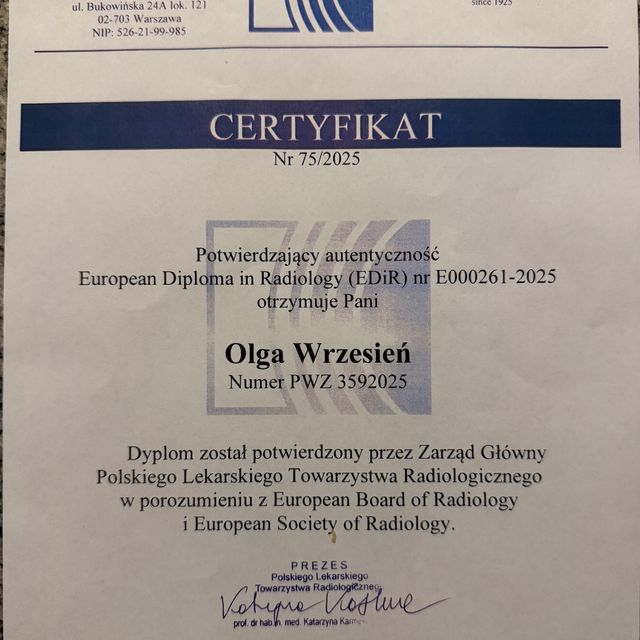 ul. Bukowińska 24A lok. 121
02-703 Warszawa
NIP: 526-21-99-985
since 1925
CERTYFIKAT
Nr 75/2025
Potwierdzający autentyczność
European Diploma in Radiology (EDiR) nr E000261-2025
otrzymuje Pani
Olga Wrzesień
Numer PWZ 3592025
Dyplom został potwierdzony przez Zarząd Główny
Polskiego Lekarskiego Towarzystwa Radiologicznego
w porozumieniu z European Board of Radiology
i European Society of Radiology.
PREZES
Polskiego Lekarskiego
Towarzystwa Radiologiczneg
prof. dr hab. n. med. Katarzyna